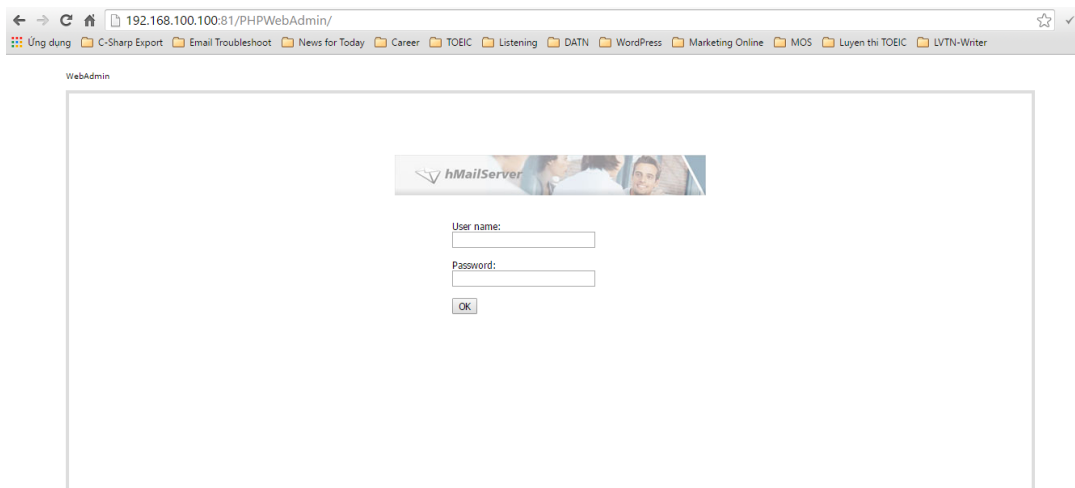 192.168.100.100:81/PHPWebAdmin/
Ứng dụng C-Sharp Export Email Troubleshoot News for Today Career TOEIC Listening DATN WordPress Marketing Online MOS Luyen thi TOEIC LVTN-Writer
WebAdmin
hMailServer
User name:
Password:
OK